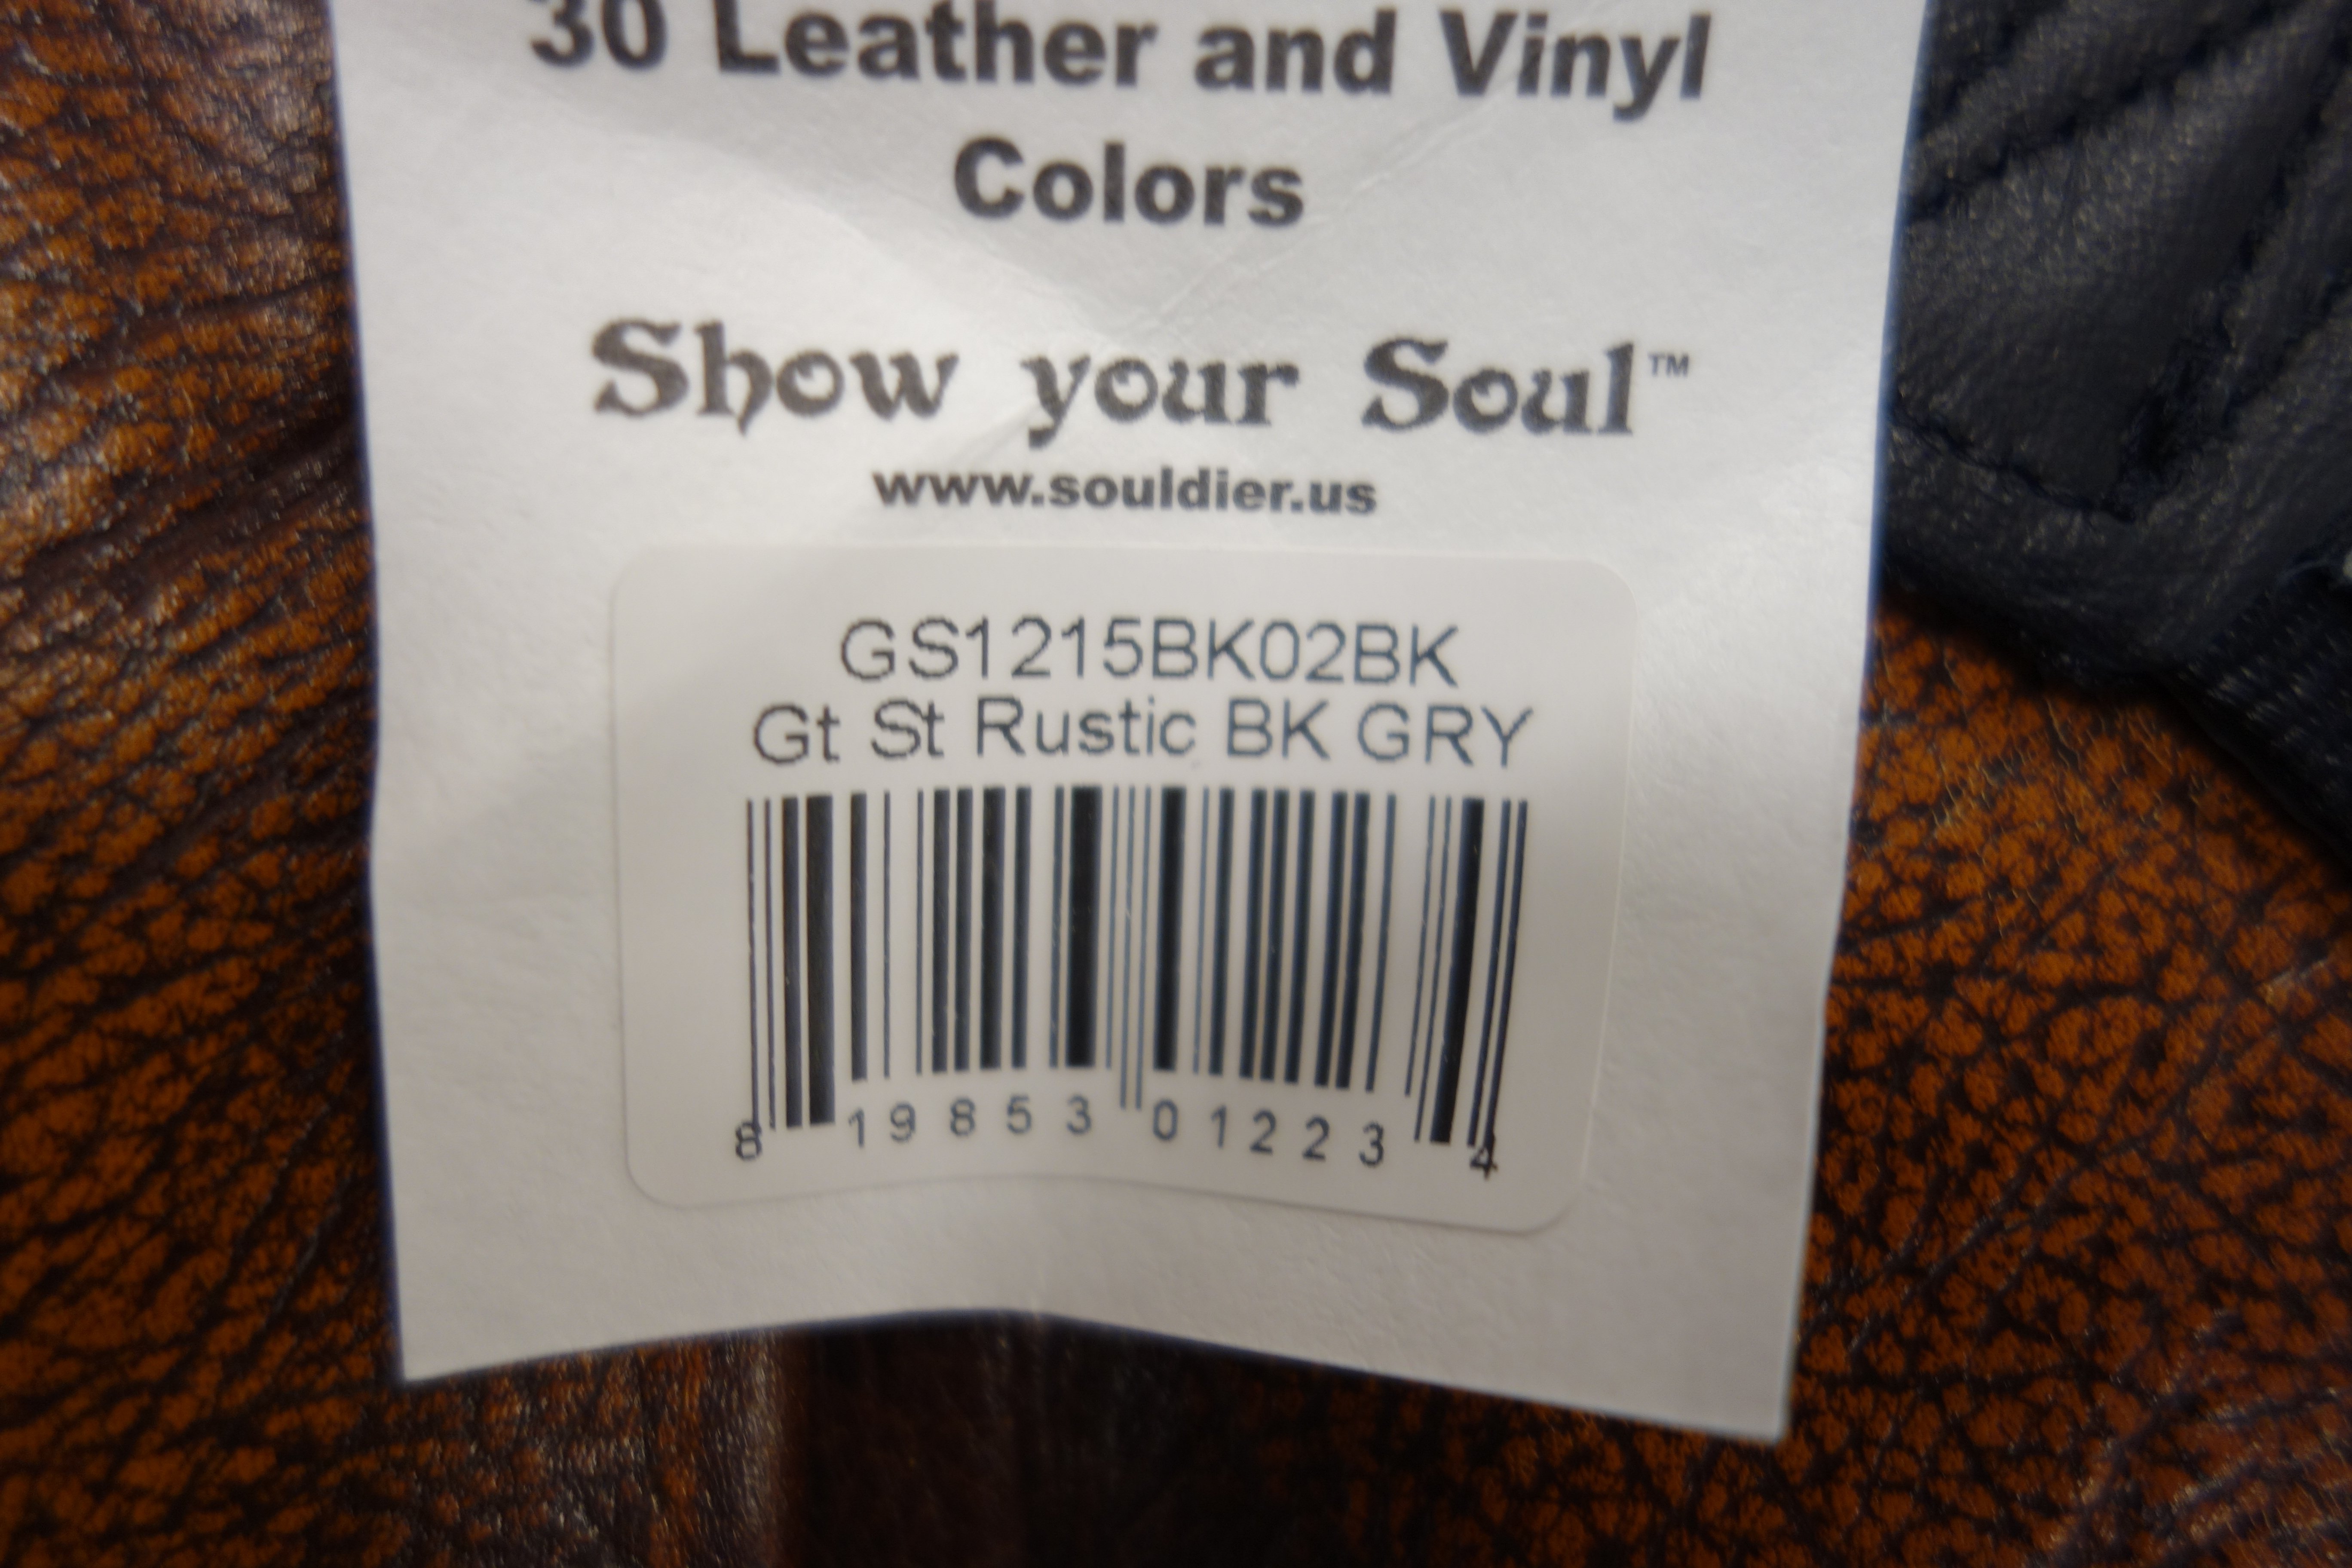 30 Leather and Vinyl
Colors
Show your Soul™
www.souldier.us
GS1215BK02BK
Gt St Rustic BK GRY
8 19853 01223 4